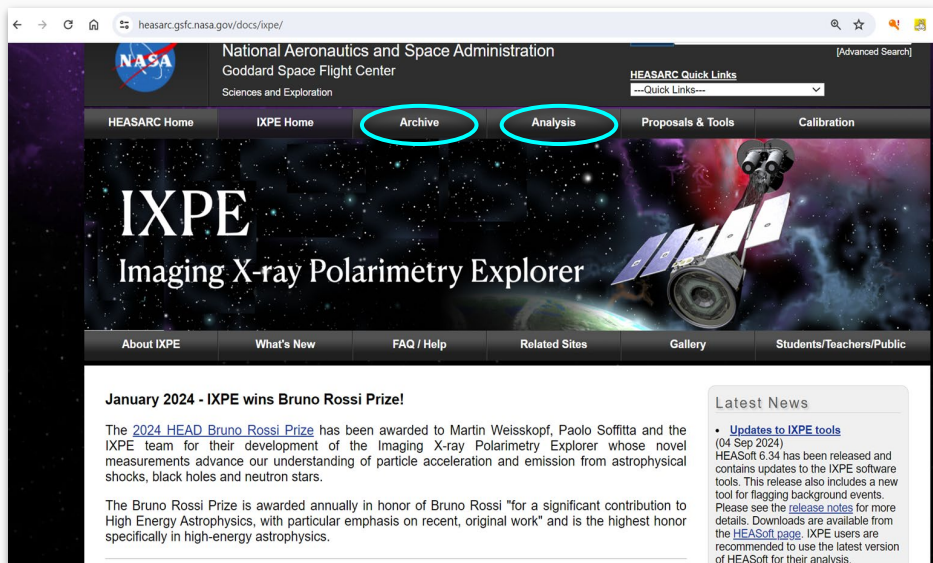 heasarc.gsfc.nasa.gov/docs/ixpe/
NASA
National Aeronautics and Space Administration
Goddard Space Flight Center
Sciences and Exploration
[Advanced Search]
HEASARC Quick Links
---Quick Links---
HEASARC Home IXPE Home Archive Analysis Proposals & Tools Calibration
IXPE
Imaging X-ray Polarimetry Explorer
About IXPE What's New FAQ / Help Related Sites Gallery Students/Teachers/Public
January 2024 - IXPE wins Bruno Rossi Prize!
The 2024 HEAD Bruno Rossi Prize has been awarded to Martin Weisskopf, Paolo Soffitta and the
IXPE team for their development of the Imaging X-ray Polarimetry Explorer whose novel
measurements advance our understanding of particle acceleration and emission from astrophysical
shocks, black holes and neutron stars.
The Bruno Rossi Prize is awarded annually in honor of Bruno Rossi "for a significant contribution to
High Energy Astrophysics, with particular emphasis on recent, original work" and is the highest honor
specifically in high-energy astrophysics.
Latest News
• Updates to IXPE tools
(04 Sep 2024)
HEASoft 6.34 has been released and
contains updates to the IXPE software
tools. This release also includes a new
tool for flagging background events.
Please see the release notes for more
details. Downloads are available from
the HEASoft page. IXPE users are
recommended to use the latest version
of HEASoft for their analysis.